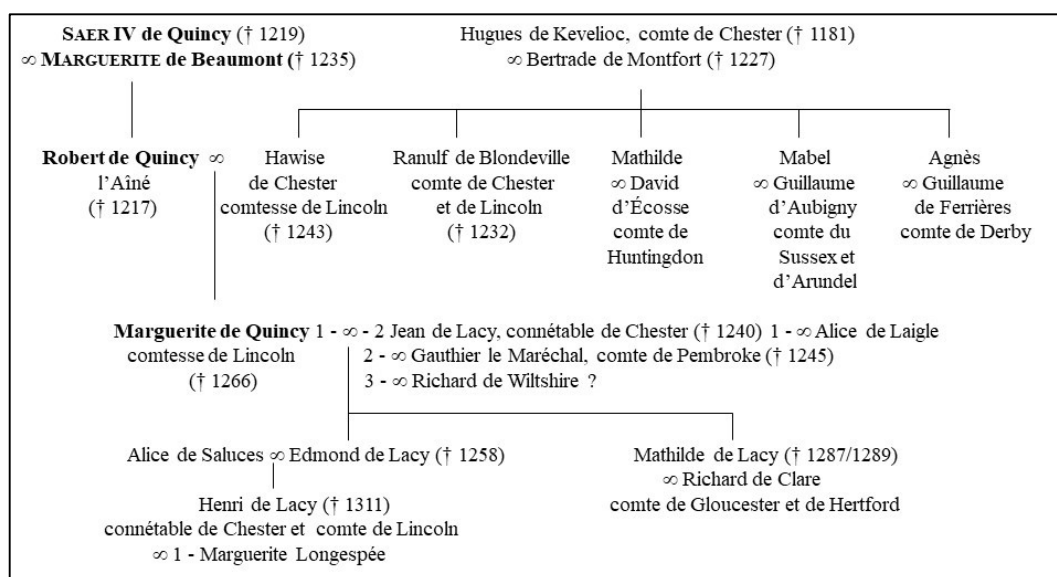 SAER IV de Quincy († 1219)
∞ MARGUERITE de Beaumont († 1235)
Hugues de Kevelioc, comte de Chester († 1181)
∞ Bertrade de Montfort († 1227)
Robert de Quincy ∞
l’Aîné
(† 1217)
Hawise
de Chester
comtesse de Lincoln
(† 1243)
Ranulf de Blondeville
comte de Chester
et de Lincoln
(† 1232)
Mathilde
∞ David
d’Écosse
comte de
Huntingdon
Mabel
∞ Guillaume
d’Aubigny
comte du
Sussex et
d’Arundel
Agnès
∞ Guillaume
de Ferrières
comte de Derby
Marguerite de Quincy 1 - ∞ - 2 Jean de Lacy, connétable de Chester († 1240) 1 - ∞ Alice de Laigle
comtesse de Lincoln
(† 1266)
2 - ∞ Gauthier le Maréchal, comte de Pembroke († 1245)
3 - ∞ Richard de Wiltshire ?
Alice de Saluces ∞ Edmond de Lacy († 1258)
Mathilde de Lacy († 1287/1289)
∞ Richard de Clare
comte de Gloucester et de Hertford
Henri de Lacy († 1311)
connétable de Chester et comte de Lincoln
∞ 1 - Marguerite Longespée